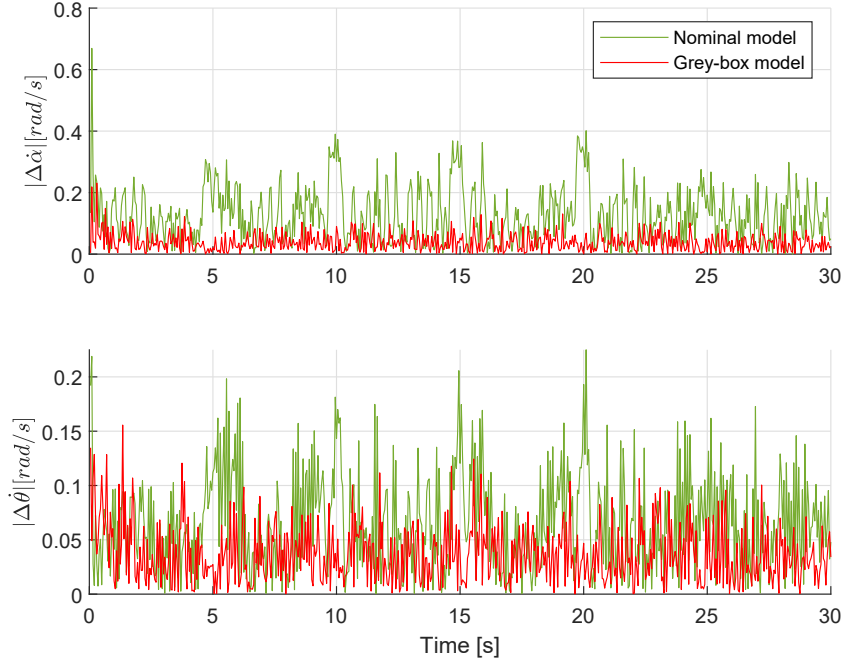 0.8
0.6
0.4
0.2
0
|Δα̇|[rad/s]
Nominal model
Grey-box model
0 5 10 15 20 25 30
0.2
0.15
0.1
0.05
0
|Δθ̇|[rad/s]
0 5 10 15 20 25 30
Time [s]